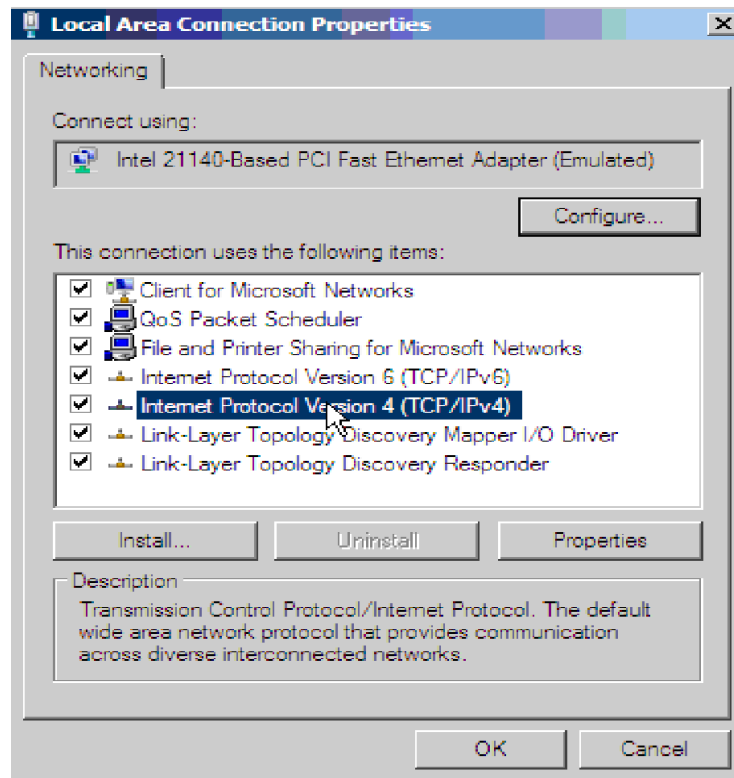 Local Area Connection Properties
Networking
Connect using:
Intel 21140-Based PCI Fast Ethernet Adapter (Emulated)
Configure...
This connection uses the following items:
Client for Microsoft Networks
QoS Packet Scheduler
File and Printer Sharing for Microsoft Networks
Internet Protocol Version 6 (TCP/IPv6)
Internet Protocol Version 4 (TCP/IPv4)
Link-Layer Topology Discovery Mapper I/O Driver
Link-Layer Topology Discovery Responder
Install... Uninstall Properties
Description
Transmission Control Protocol/Internet Protocol. The default
wide area network protocol that provides communication
across diverse interconnected networks.
OK Cancel